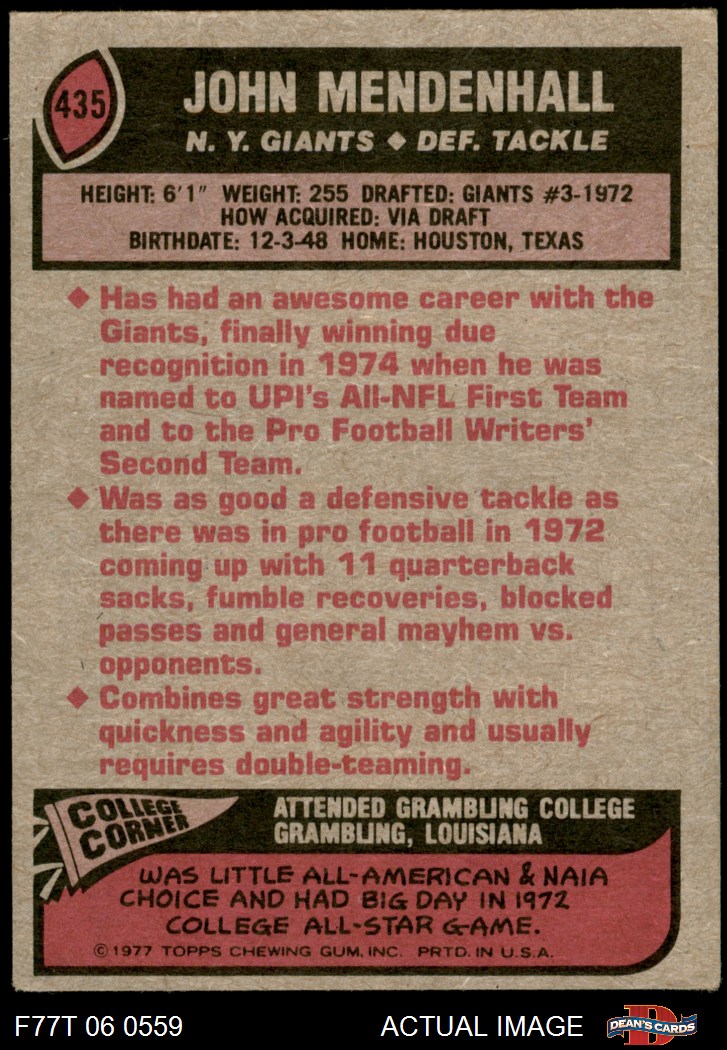 435
JOHN MENDENHALL
N. Y. GIANTS ◆ DEF. TACKLE
HEIGHT: 6'1" WEIGHT: 255 DRAFTED: GIANTS #3-1972
HOW ACQUIRED: VIA DRAFT
BIRTHDATE: 12-3-48 HOME: HOUSTON, TEXAS
◆ Has had an awesome career with the
Giants, finally winning due
recognition in 1974 when he was
named to UPI's All-NFL First Team
and to the Pro Football Writers'
Second Team.
◆ Was as good a defensive tackle as
there was in pro football in 1972
coming up with 11 quarterback
sacks, fumble recoveries, blocked
passes and general mayhem vs.
opponents.
◆ Combines great strength with
quickness and agility and usually
requires double-teaming.
COLLEGE
CORNER
ATTENDED GRAMBLING COLLEGE
GRAMBLING, LOUISIANA
WAS LITTLE ALL-AMERICAN & NAIA
CHOICE AND HAD BIG DAY IN 1972
COLLEGE ALL-STAR GAME.
© 1977 TOPPS CHEWING GUM, INC. PRTD. IN U.S.A.
F77T 06 0559
ACTUAL IMAGE
D
DEAN'S CARDS